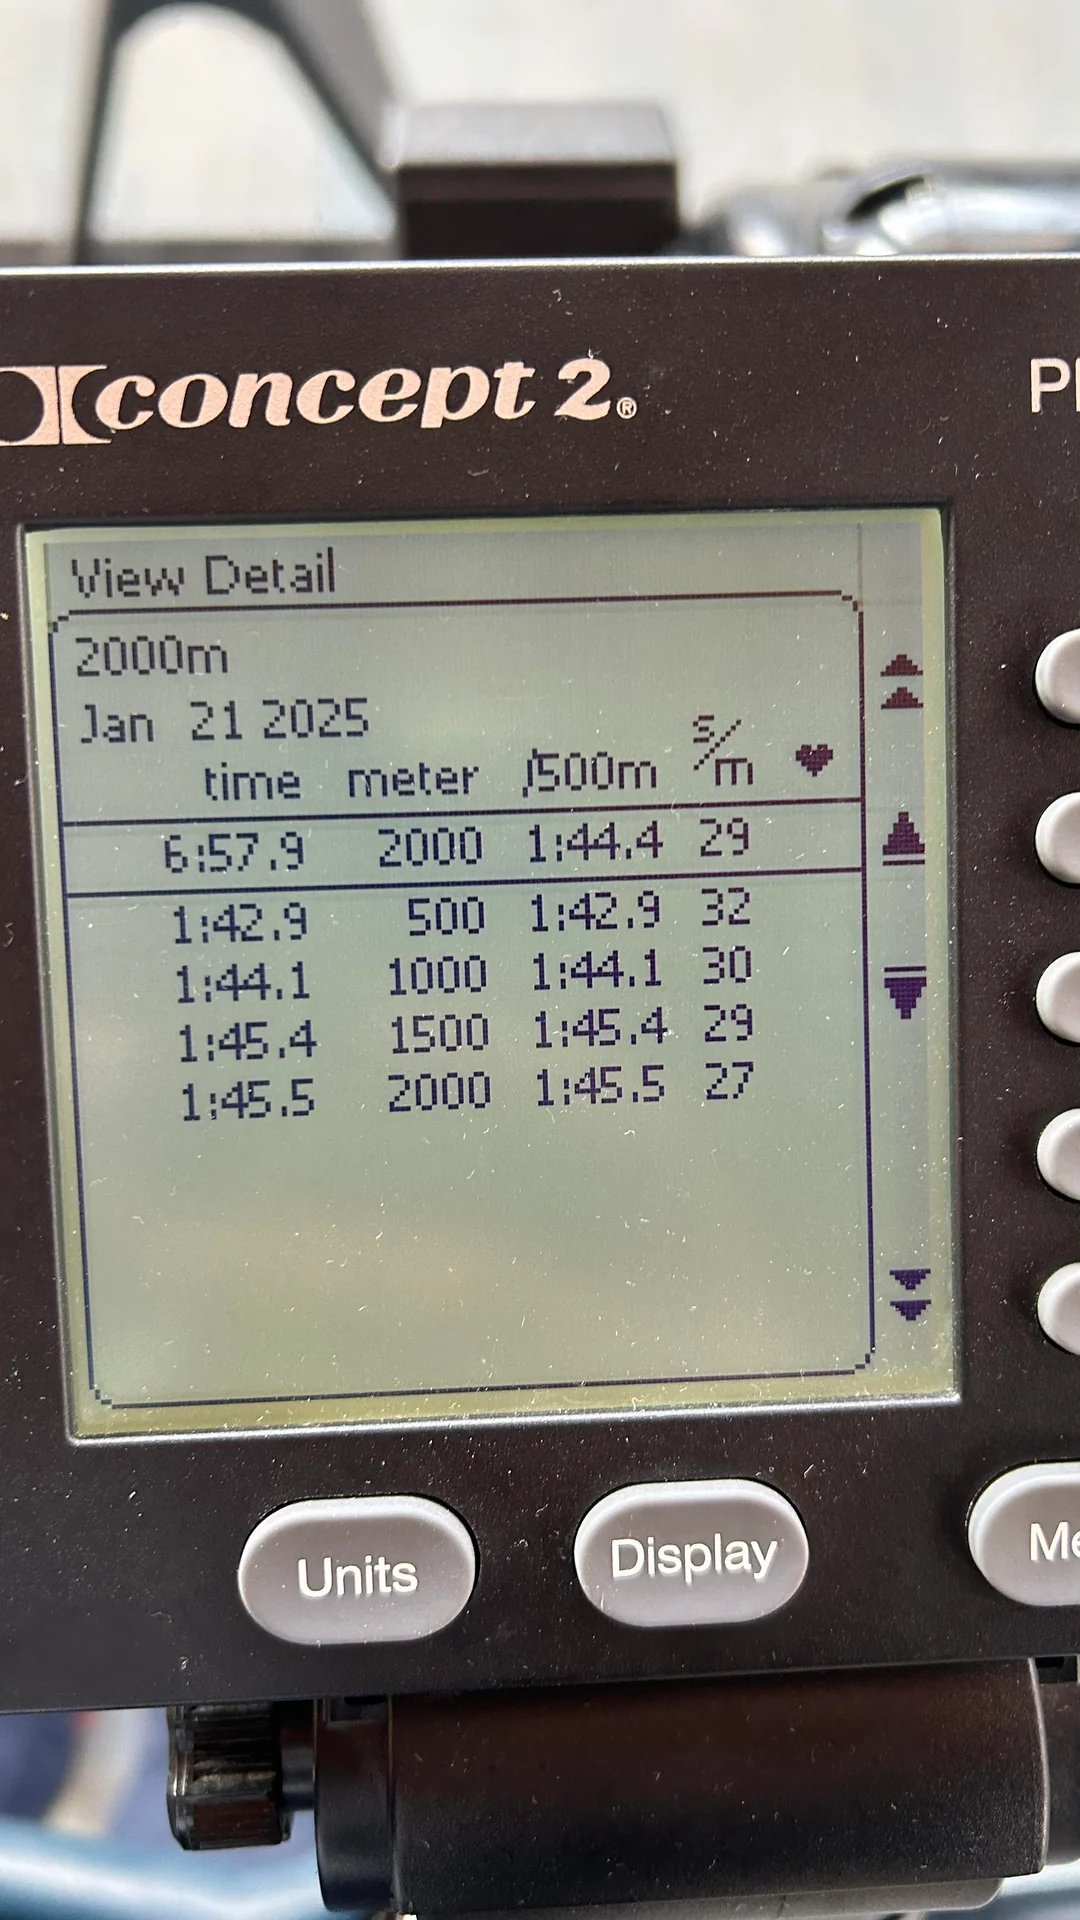 concept 2®
View Detail
2000m
Jan 21 2025
time meter /500m s/m ♥
6:57.9 2000 1:44.4 29
1:42.9 500 1:42.9 32
1:44.1 1000 1:44.1 30
1:45.4 1500 1:45.4 29
1:45.5 2000 1:45.5 27
Units Display